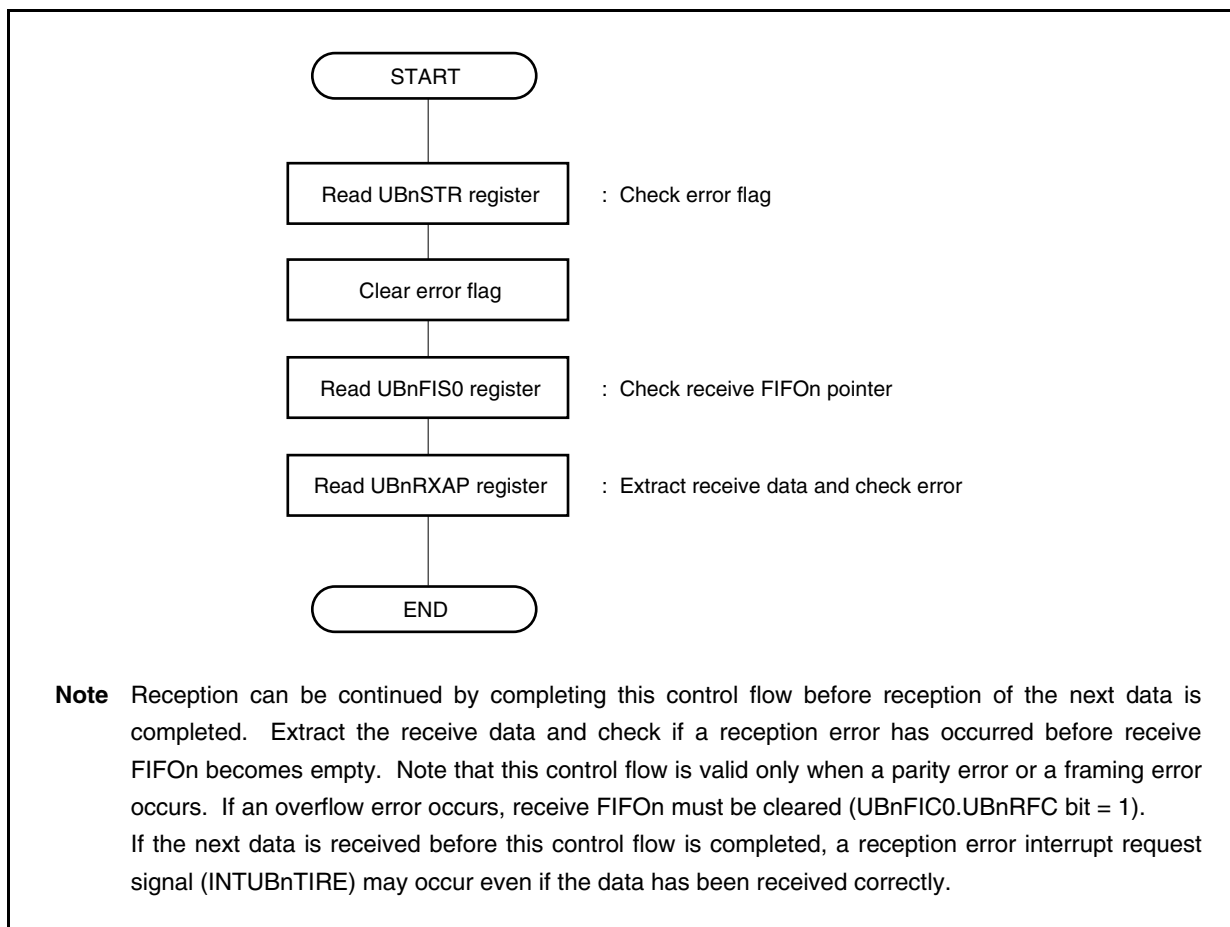 START
Read UBnSTR register : Check error flag
Clear error flag
Read UBnFIS0 register : Check receive FIFOn pointer
Read UBnRXAP register : Extract receive data and check error
END
Note Reception can be continued by completing this control flow before reception of the next data is
completed. Extract the receive data and check if a reception error has occurred before receive
FIFOn becomes empty. Note that this control flow is valid only when a parity error or a framing error
occurs. If an overflow error occurs, receive FIFOn must be cleared (UBnFIC0.UBnRFC bit = 1).
If the next data is received before this control flow is completed, a reception error interrupt request
signal (INTUBnTIRE) may occur even if the data has been received correctly.